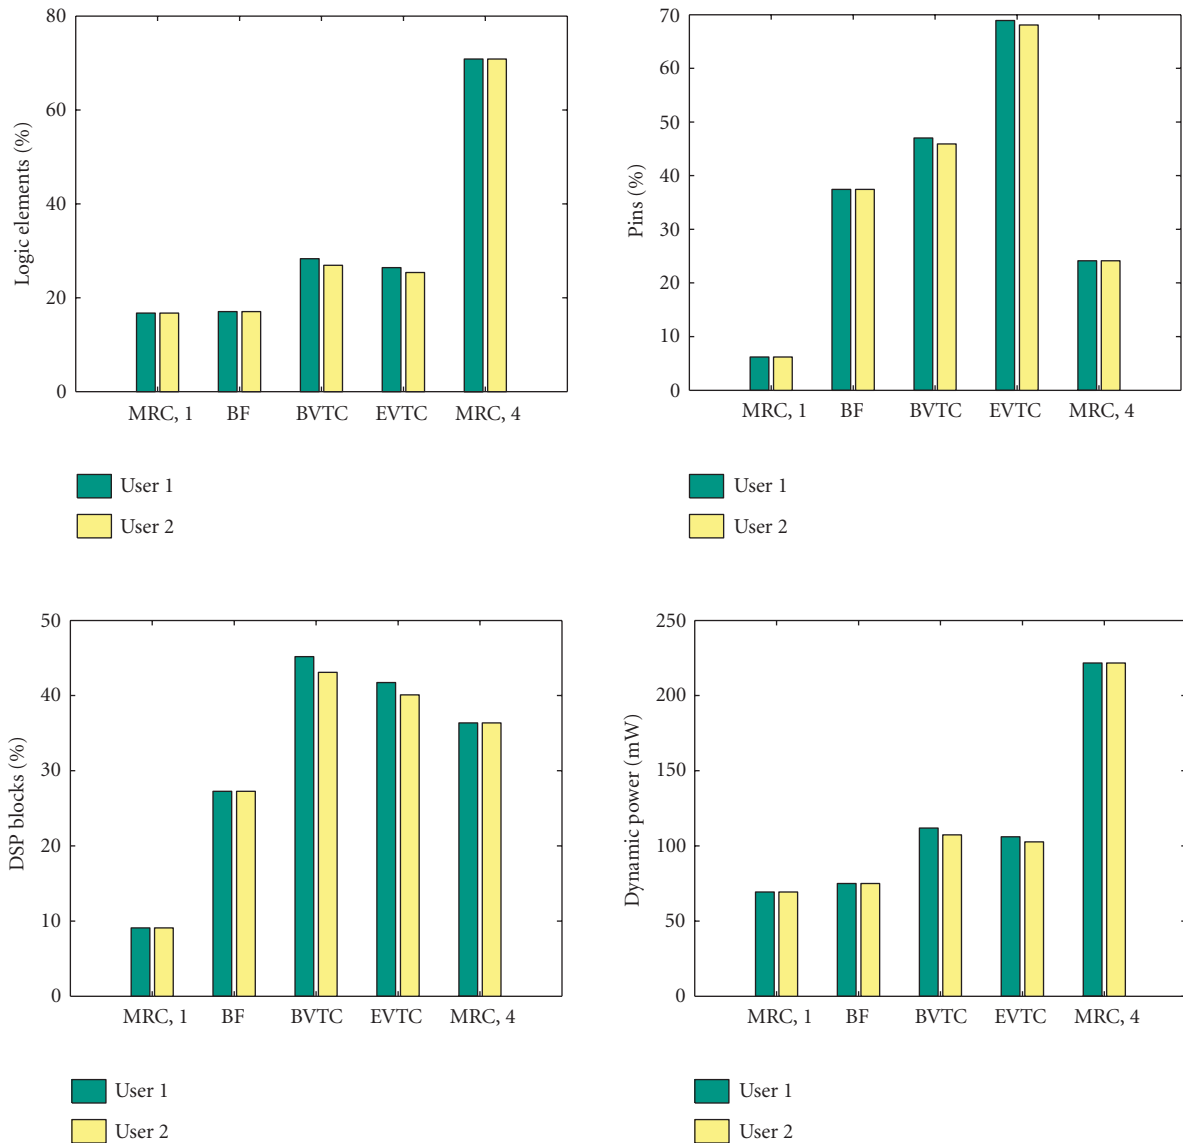 80
60
40
20
0
Logic elements (%)
MRC, 1 BF BVTC EVTC MRC, 4
User 1
User 2
70
60
50
40
30
20
10
0
Pins (%)
MRC, 1 BF BVTC EVTC MRC, 4
User 1
User 2
50
40
30
20
10
0
DSP blocks (%)
MRC, 1 BF BVTC EVTC MRC, 4
User 1
User 2
250
200
150
100
50
0
Dynamic power (mW)
MRC, 1 BF BVTC EVTC MRC, 4
User 1
User 2